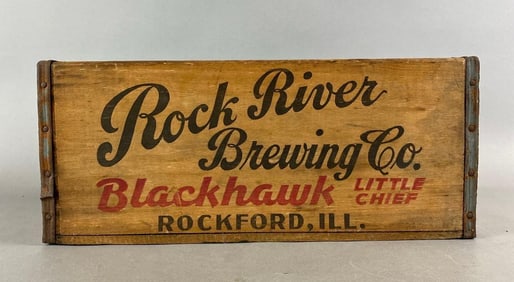 Rock River
Brewing Co.
Blackhawk LITTLE CHIEF
ROCKFORD, ILL.